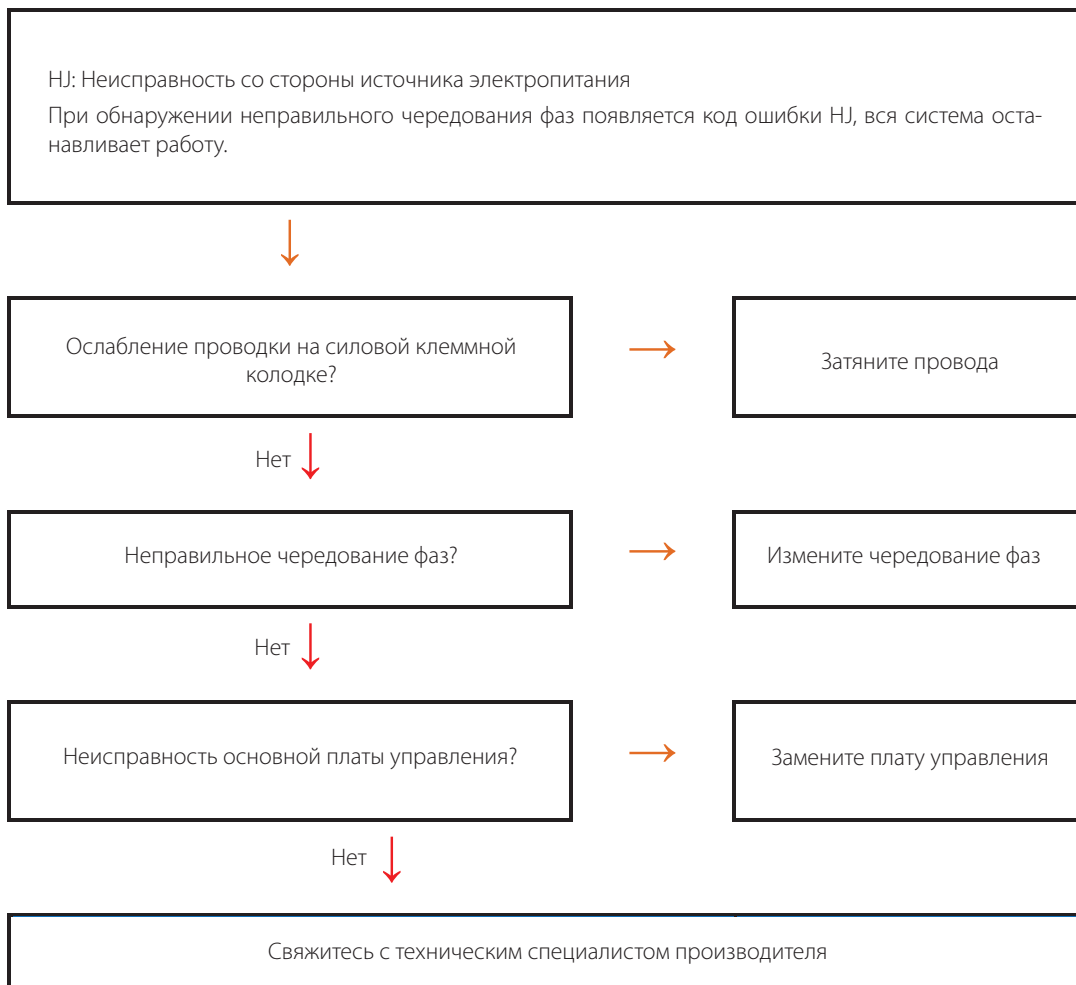 HJ: Неисправность со стороны источника электропитания
При обнаружении неправильного чередования фаз появляется код ошибки HJ, вся система оста-
навливает работу.
Ослабление проводки на силовой клеммной
колодке?
Затяните провода
Нет
Неправильное чередование фаз?
Измените чередование фаз
Нет
Неисправность основной платы управления?
Замените плату управления
Нет
Свяжитесь с техническим специалистом производителя